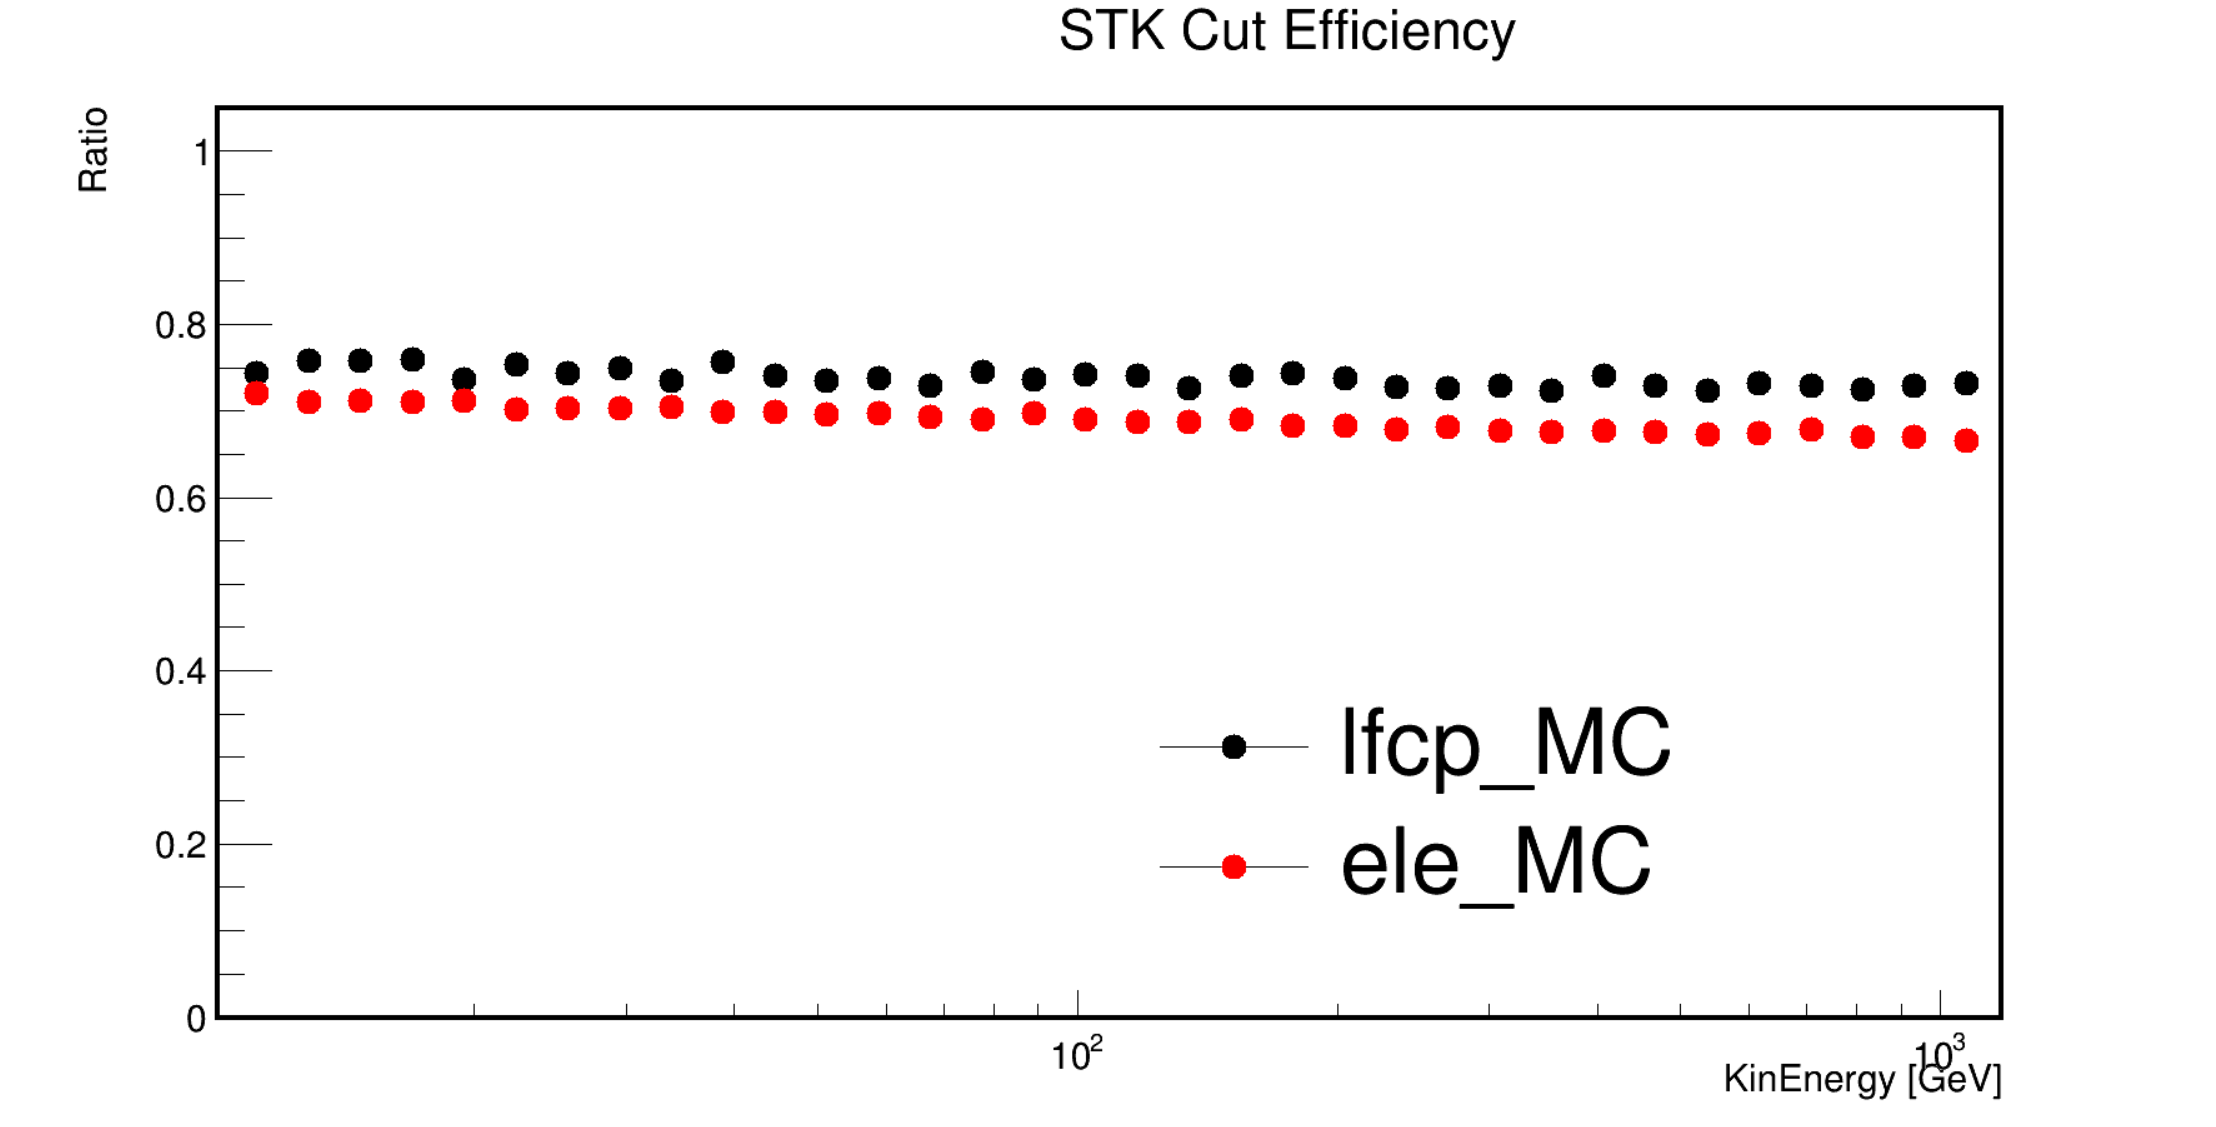 STK Cut Efficiency
Ratio
1
0.8
0.6
0.4
0.2
0
lfcp_MC
ele_MC
10²
10³
KinEnergy [GeV]